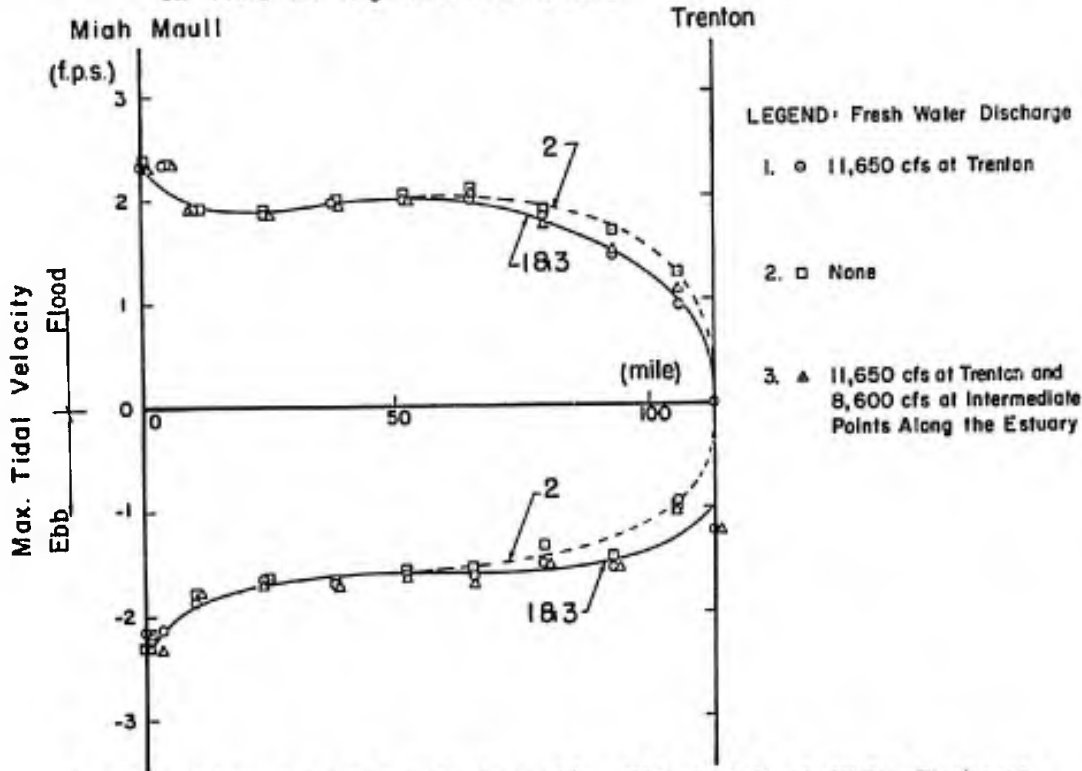 Miah Maull
Trenton
(f.p.s.)
3
2
1
0
-1
-2
-3
Max. Tidal Velocity
Ebb Flood
2
1&3
(mile)
0
50
100
2
1&3
LEGEND: Fresh Water Discharge
1. 11,650 cfs at Trenton
2. None
3. 11,650 cfs at Trenton and
8,600 cfs at Intermediate
Points Along the Estuary